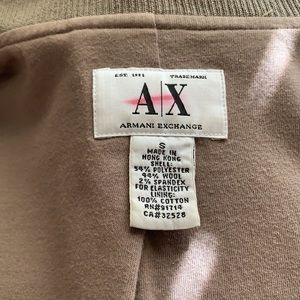 EST. 1991 TRADEMARK
A|X
ARMANI EXCHANGE
S
MADE IN
HONG KONG
SHELL:
54% POLYESTER
44% WOOL
2% SPANDEX
FOR ELASTICITY
LINING:
100% COTTON
RN#91714
CA#32528